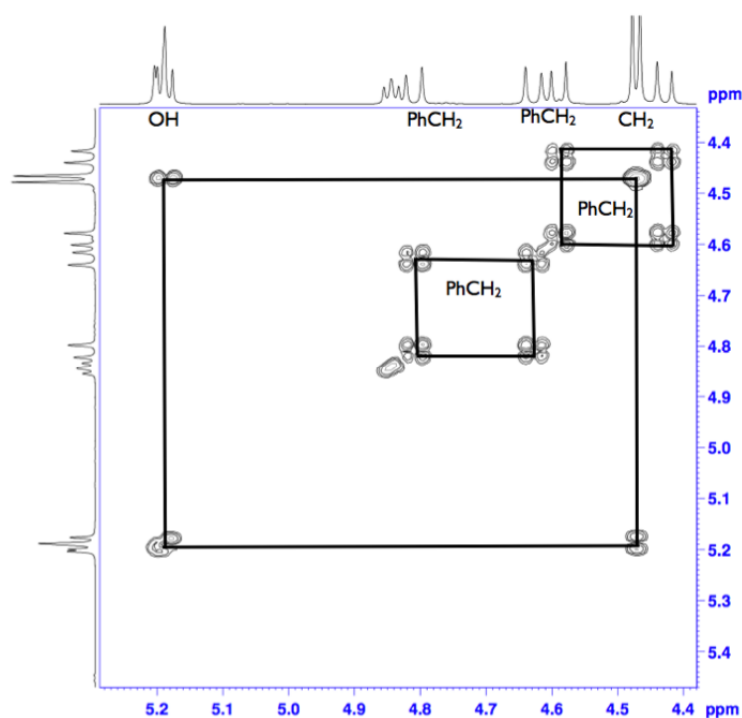 ppm
OH PhCH₂ PhCH₂ CH₂
4.4
4.5
PhCH₂
4.6
4.7
PhCH₂
4.8
4.9
5.0
5.1
5.2
5.3
5.4
5.2 5.1 5.0 4.9 4.8 4.7 4.6 4.5 4.4 ppm